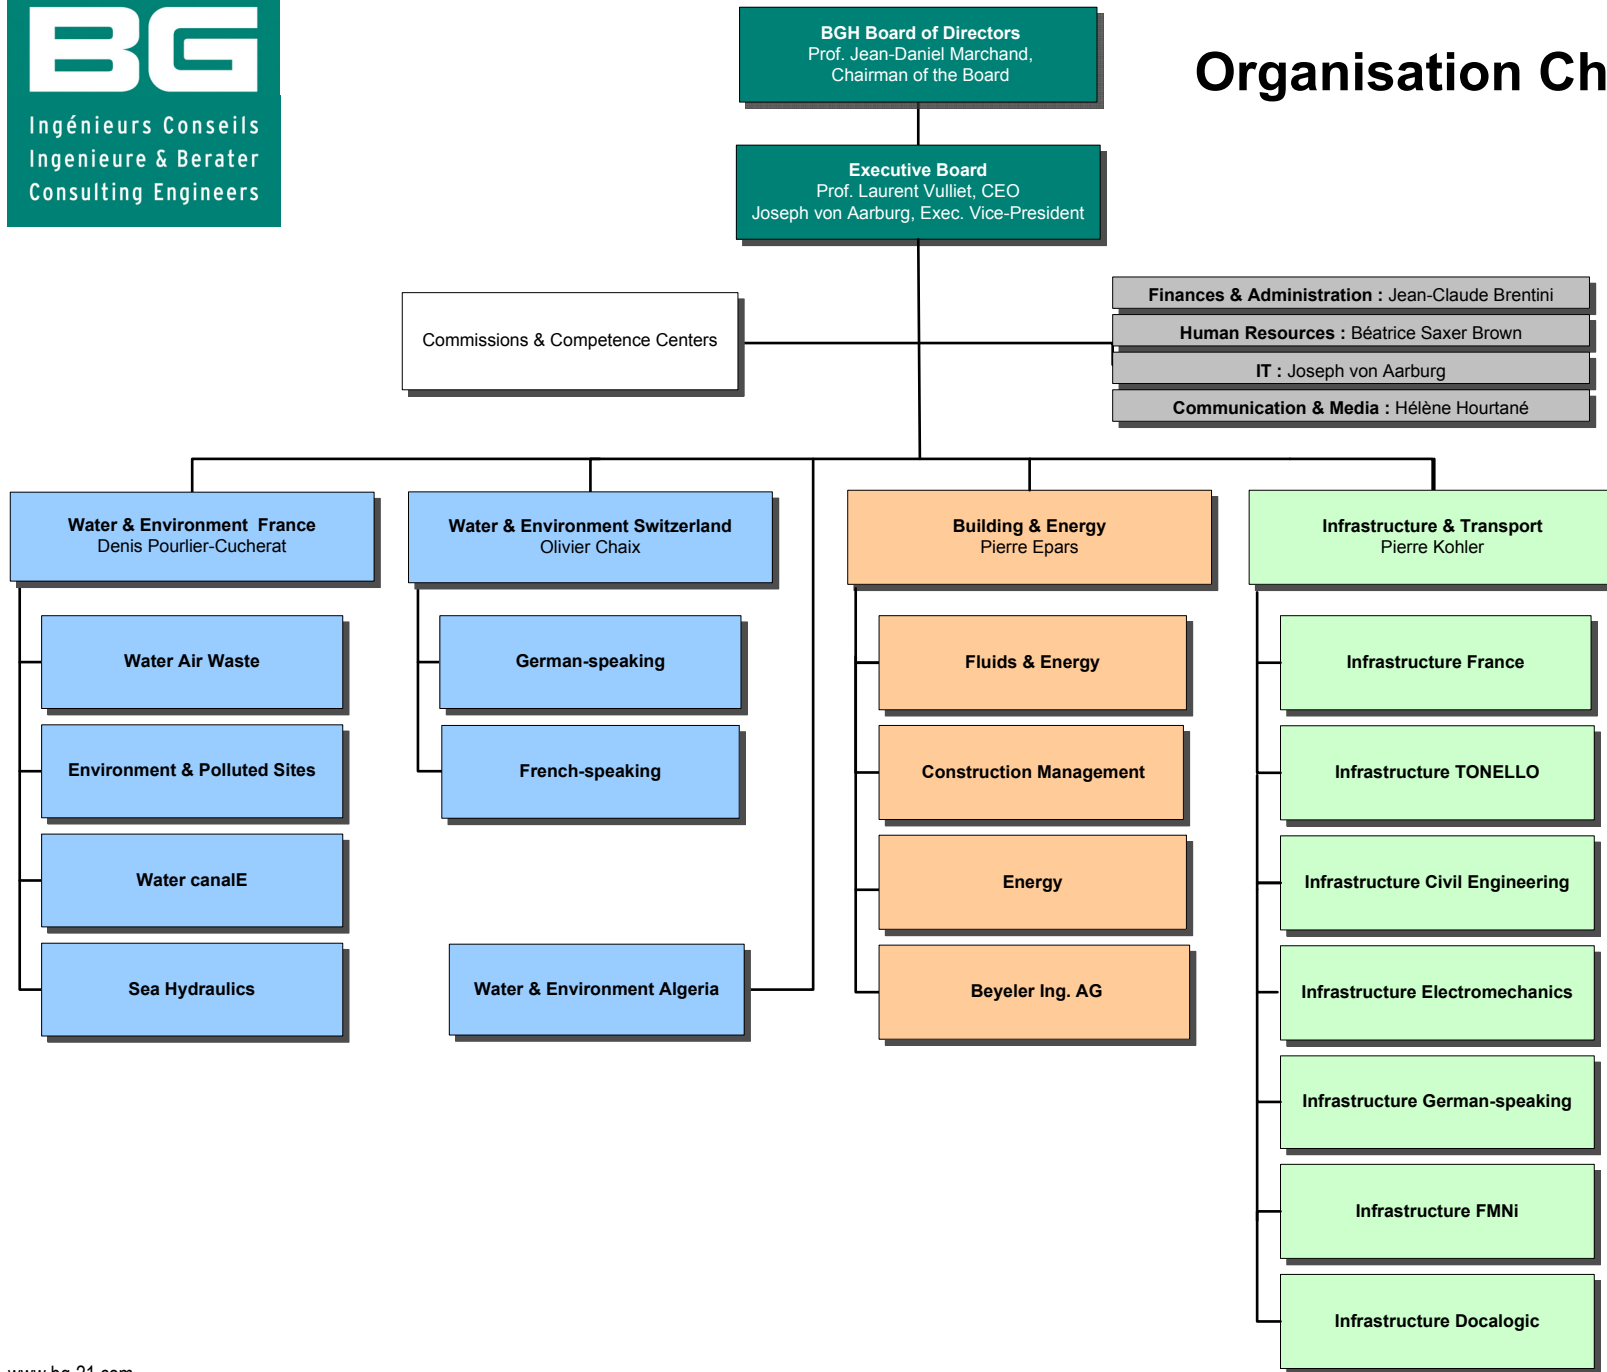 BG
Ingénieurs Conseils
Ingenieure & Berater
Consulting Engineers
BGH Board of Directors
Prof. Jean-Daniel Marchand,
Chairman of the Board
Organisation Ch
Executive Board
Prof. Laurent Vulliet, CEO
Joseph von Aarburg, Exec. Vice-President
Commissions & Competence Centers
Finances & Administration : Jean-Claude Brentini
Human Resources : Béatrice Saxer Brown
IT : Joseph von Aarburg
Communication & Media : Hélène Hourtané
Water & Environment France
Denis Pourlier-Cucherat
Water & Environment Switzerland
Olivier Chaix
Building & Energy
Pierre Epars
Infrastructure & Transport
Pierre Kohler
Water Air Waste
Environment & Polluted Sites
Water canalE
Sea Hydraulics
German-speaking
French-speaking
Water & Environment Algeria
Fluids & Energy
Construction Management
Energy
Beyeler Ing. AG
Infrastructure France
Infrastructure TONELLO
Infrastructure Civil Engineering
Infrastructure Electromechanics
Infrastructure German-speaking
Infrastructure FMNi
Infrastructure Docalogic
www.bg-21.com